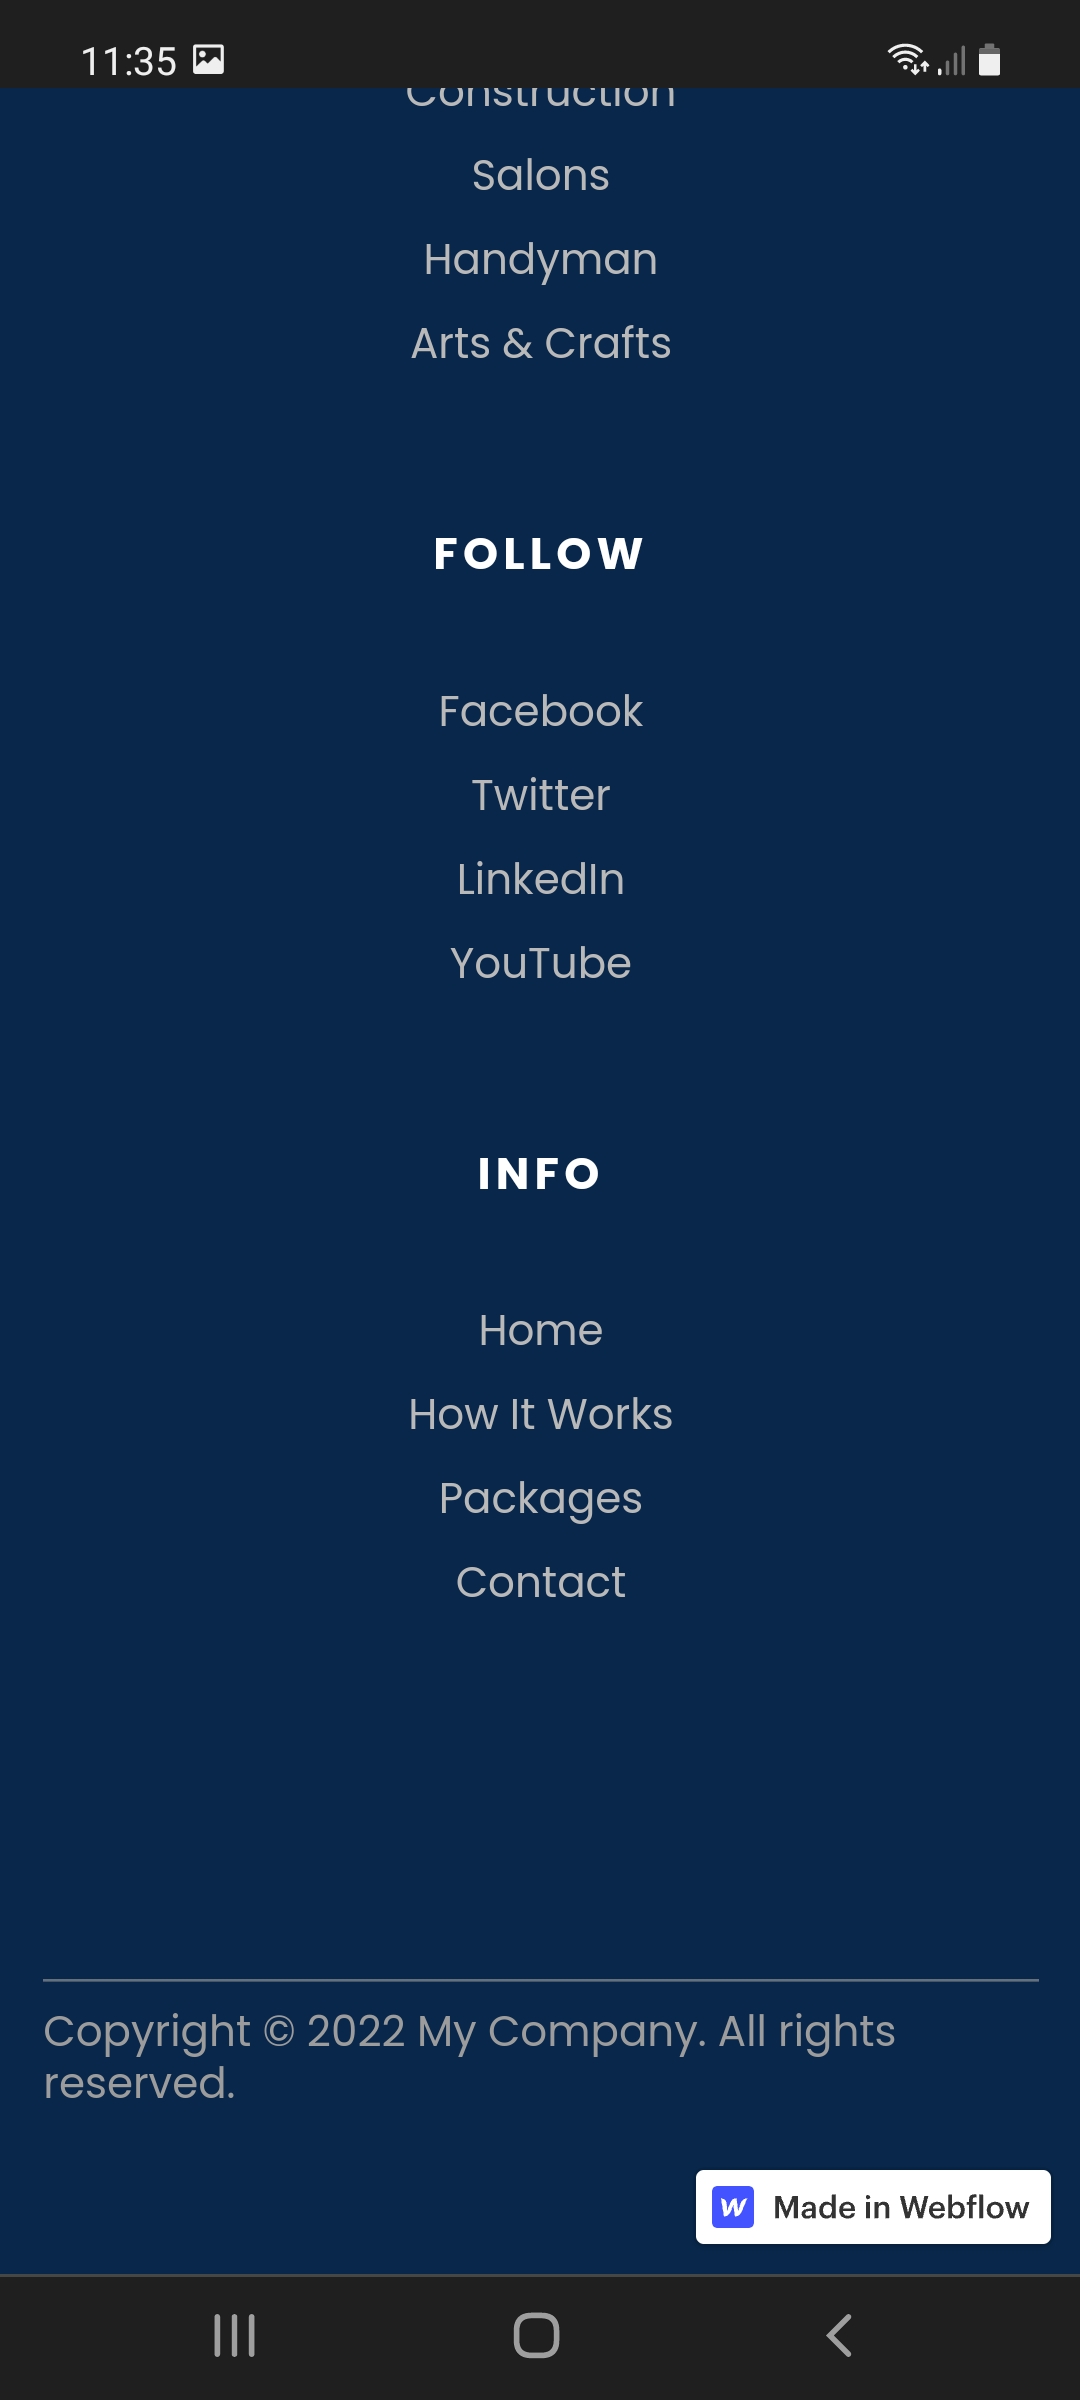 11:35
Construction
Salons
Handyman
Arts & Crafts
FOLLOW
Facebook
Twitter
LinkedIn
YouTube
INFO
Home
How It Works
Packages
Contact
Copyright © 2022 My Company. All rights
reserved.
Made in Webflow